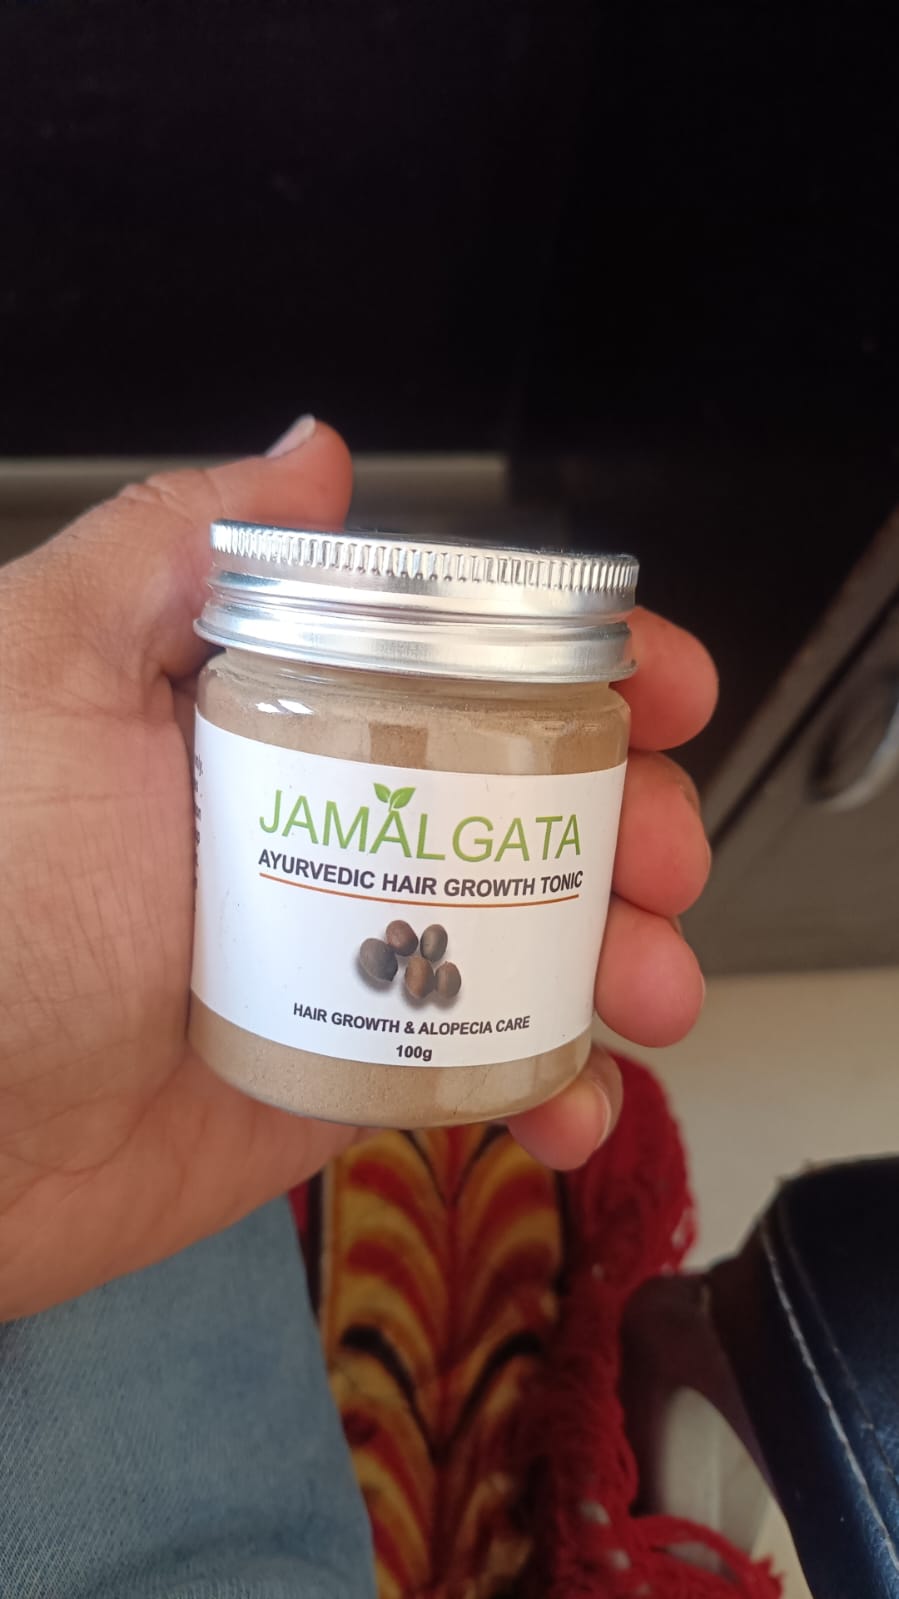 JAMALGATA
AYURVEDIC HAIR GROWTH TONIC
HAIR GROWTH & ALOPECIA CARE
100g